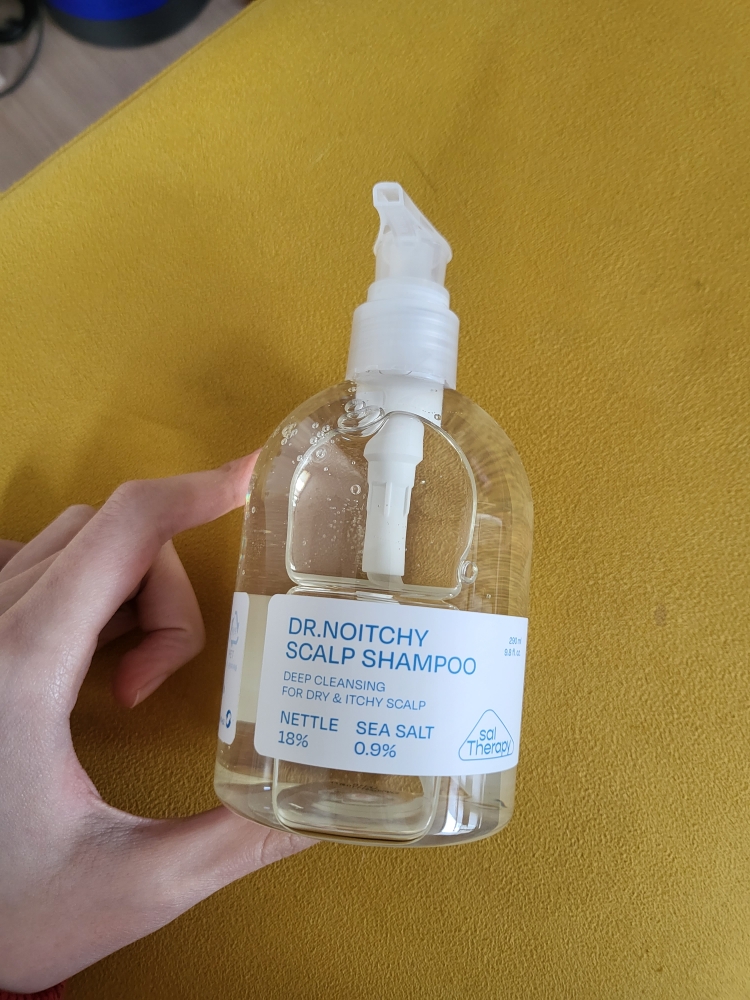 DR.NOITCHY
SCALP SHAMPOO
DEEP CLEANSING
FOR DRY & ITCHY SCALP
NETTLE SEA SALT
18% 0.9%
sal
Therapy